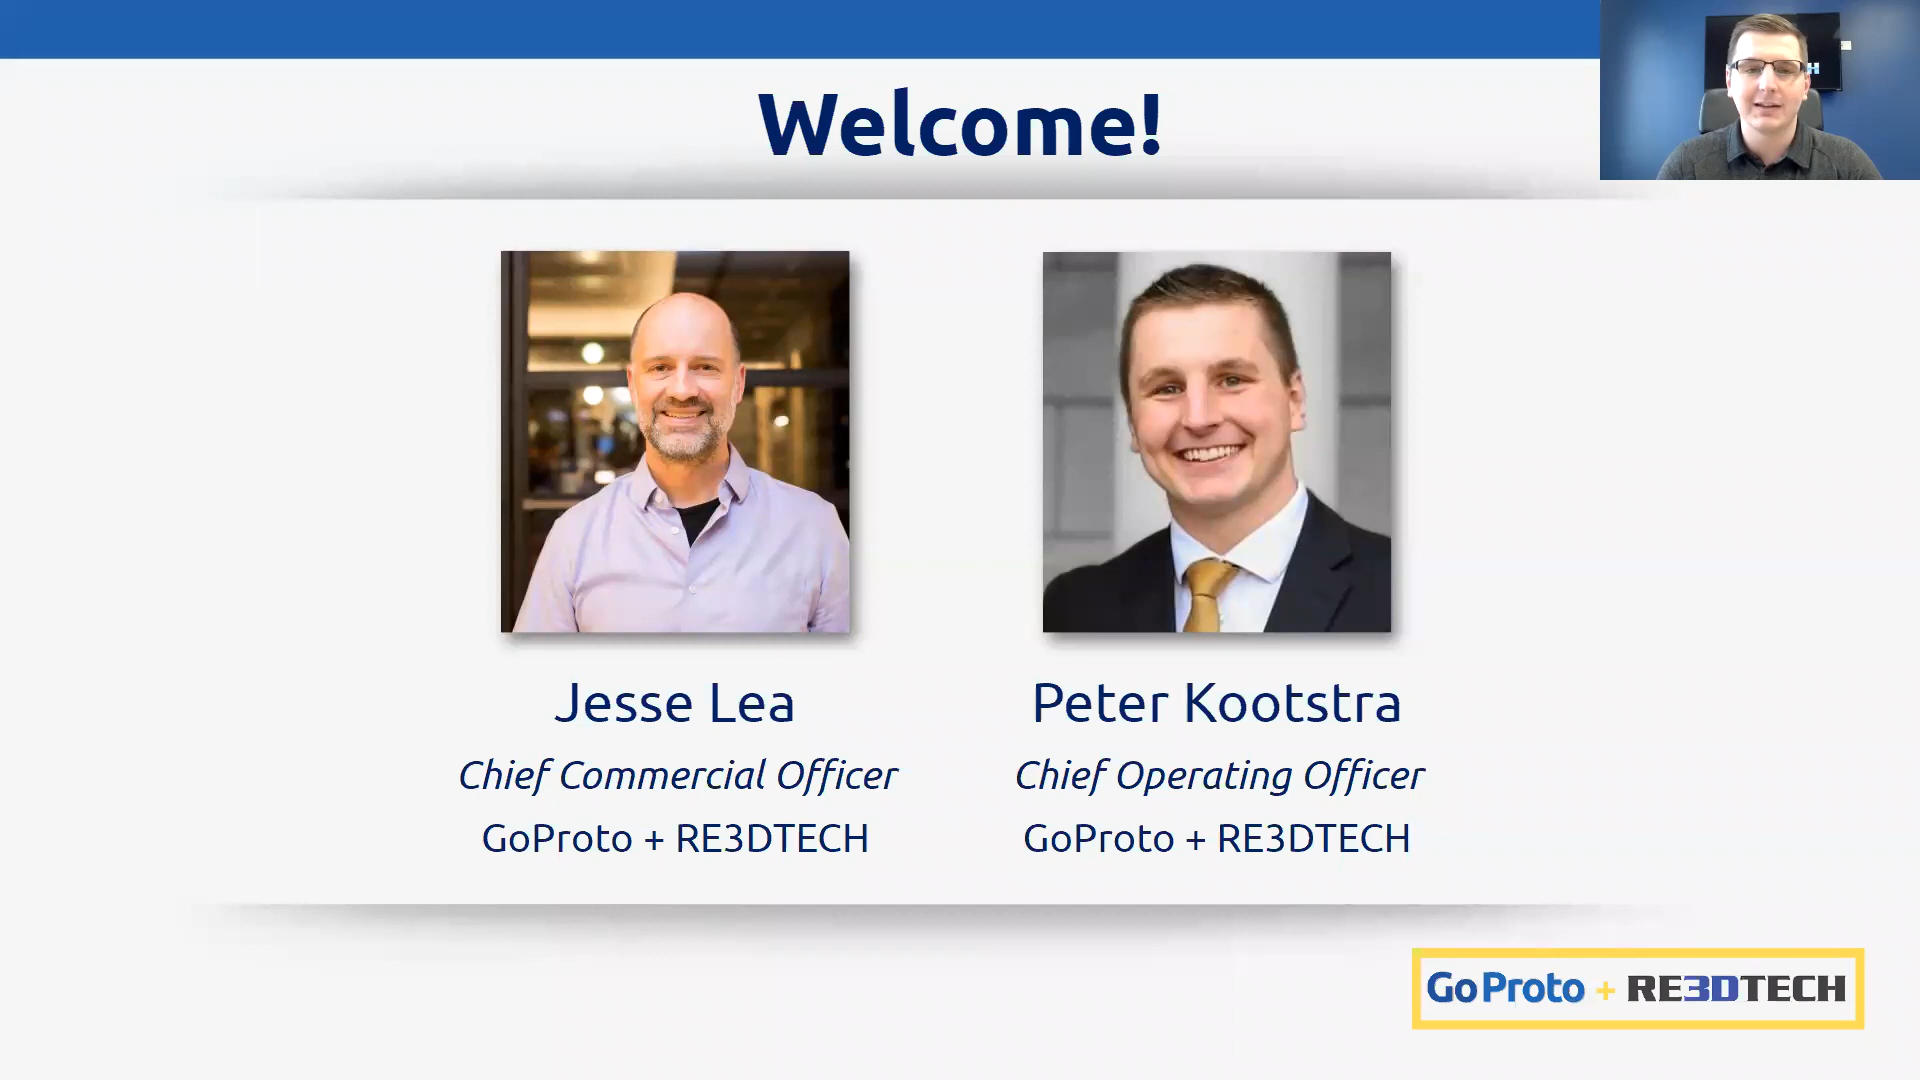 Welcome!
H
Jesse Lea
Peter Kootstra
Chief Commercial Officer
Chief Operating Officer
GoProto + RE3DTECH
GoProto + RE3DTECH
GoProto + RE3DTECH